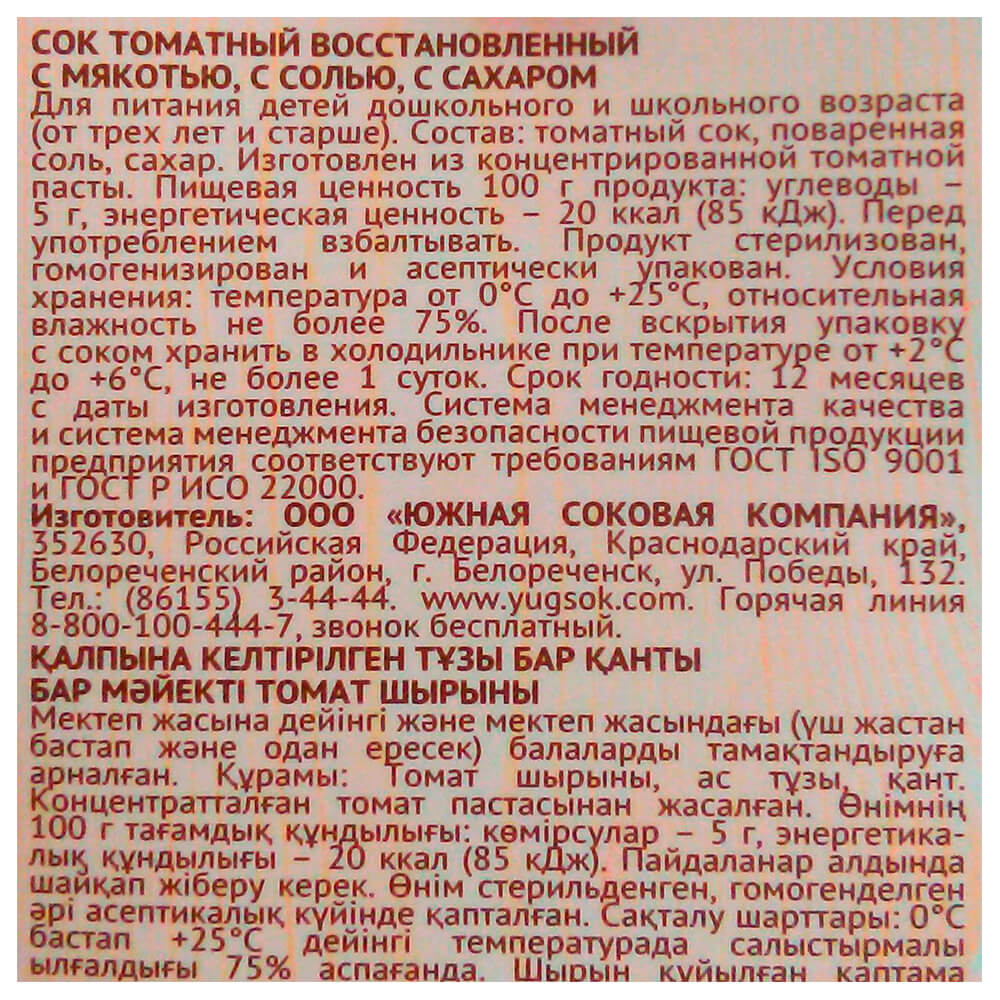 СОК ТОМАТНЫЙ ВОССТАНОВЛЕННЫЙ
С МЯКОТЬЮ, С СОЛЬЮ, С САХАРОМ
Для питания детей дошкольного и школьного возраста
(от трех лет и старше). Состав: томатный сок, поваренная
соль, сахар. Изготовлен из концентрированной томатной
пасты. Пищевая ценность 100 г продукта: углеводы –
5 г, энергетическая ценность – 20 ккал (85 кДж). Перед
употреблением взбалтывать. Продукт стерилизован,
гомогенизирован и асептически упакован. Условия
хранения: температура от 0°С до +25°С, относительная
влажность не более 75%. После вскрытия упаковку
с соком хранить в холодильнике при температуре от +2°С
до +6°С, не более 1 суток. Срок годности: 12 месяцев
с даты изготовления. Система менеджмента качества
и система менеджмента безопасности пищевой продукции
предприятия соответствуют требованиям ГОСТ ISO 9001
и ГОСТ Р ИСО 22000.
Изготовитель: ООО «ЮЖНАЯ СОКОВАЯ КОМПАНИЯ»,
352630, Российская Федерация, Краснодарский край,
Белореченский район, г. Белореченск, ул. Победы, 132.
Тел.: (86155) 3-44-44. www.yugsok.com. Горячая линия
8-800-100-444-7, звонок бесплатный.
ҚАЛПЫНА КЕЛТІРІЛГЕН ТҰЗЫ БАР ҚАНТЫ
БАР МӘЙЕКТІ ТОМАТ ШЫРЫНЫ
Мектеп жасына дейінгі және мектеп жасындағы (үш жастан
бастап және одан ересек) балаларды тамақтандыруға
арналған. Құрамы: Томат шырыны, ас тұзы, қант.
Концентратталған томат пастасынан жасалған. Өнімнің
100 г тағамдық құндылығы: көмірсулар – 5 г, энергетика-
лық құндылығы – 20 ккал (85 кДж). Пайдаланар алдында
шайқап жіберу керек. Өнім стерильденген, гомогенделген
әрі асептикалық күйінде қапталған. Сақталу шарттары: 0°С
бастап +25°С дейінгі температурада салыстырмалы
ылғалдығы 75% аспағанда. Шырын құйылған қаптама